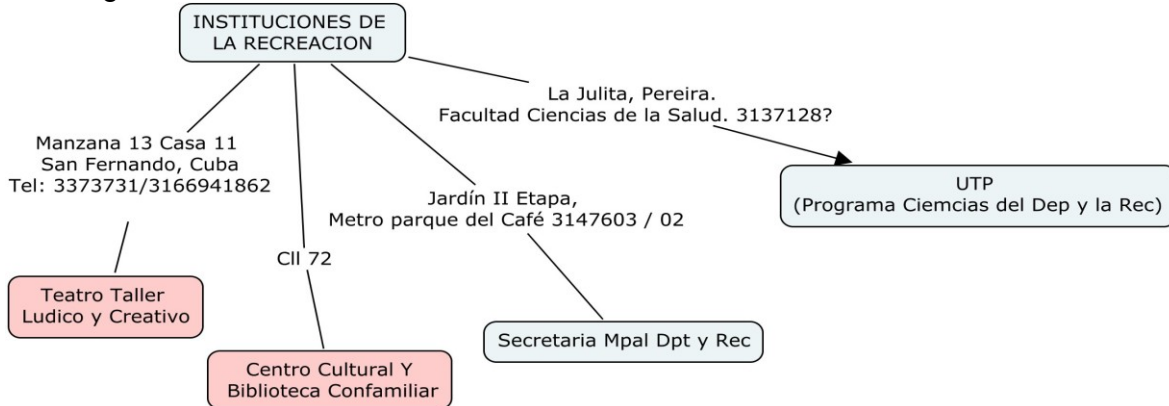 INSTITUCIONES DE
LA RECREACION
La Julita, Pereira.
Facultad Ciencias de la Salud. 3137128?
Manzana 13 Casa 11
San Fernando, Cuba
Tel: 3373731/3166941862
UTP
(Programa Ciemcias del Dep y la Rec)
Jardín II Etapa,
Metro parque del Café 3147603 / 02
Cll 72
Teatro Taller
Ludico y Creativo
Secretaria Mpal Dpt y Rec
Centro Cultural Y
Biblioteca Confamiliar